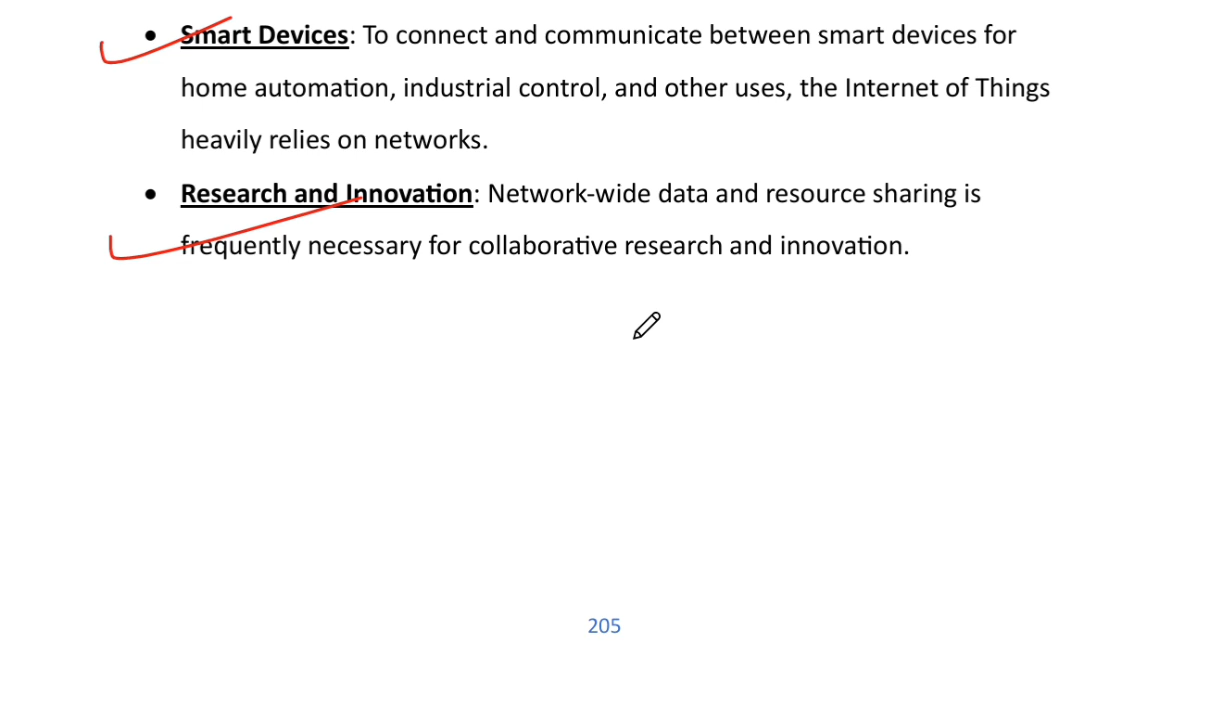 • Smart Devices: To connect and communicate between smart devices for
home automation, industrial control, and other uses, the Internet of Things
heavily relies on networks.
• Research and Innovation: Network-wide data and resource sharing is
frequently necessary for collaborative research and innovation.
205